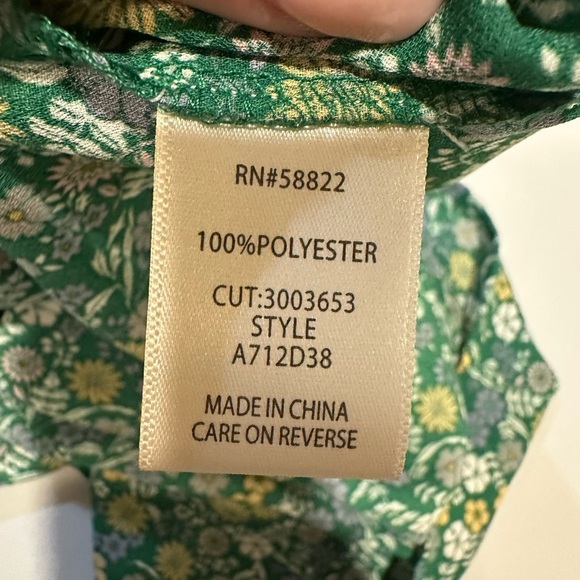 RN#58822
100%POLYESTER
CUT:3003653
STYLE
A712D38
MADE IN CHINA
CARE ON REVERSE